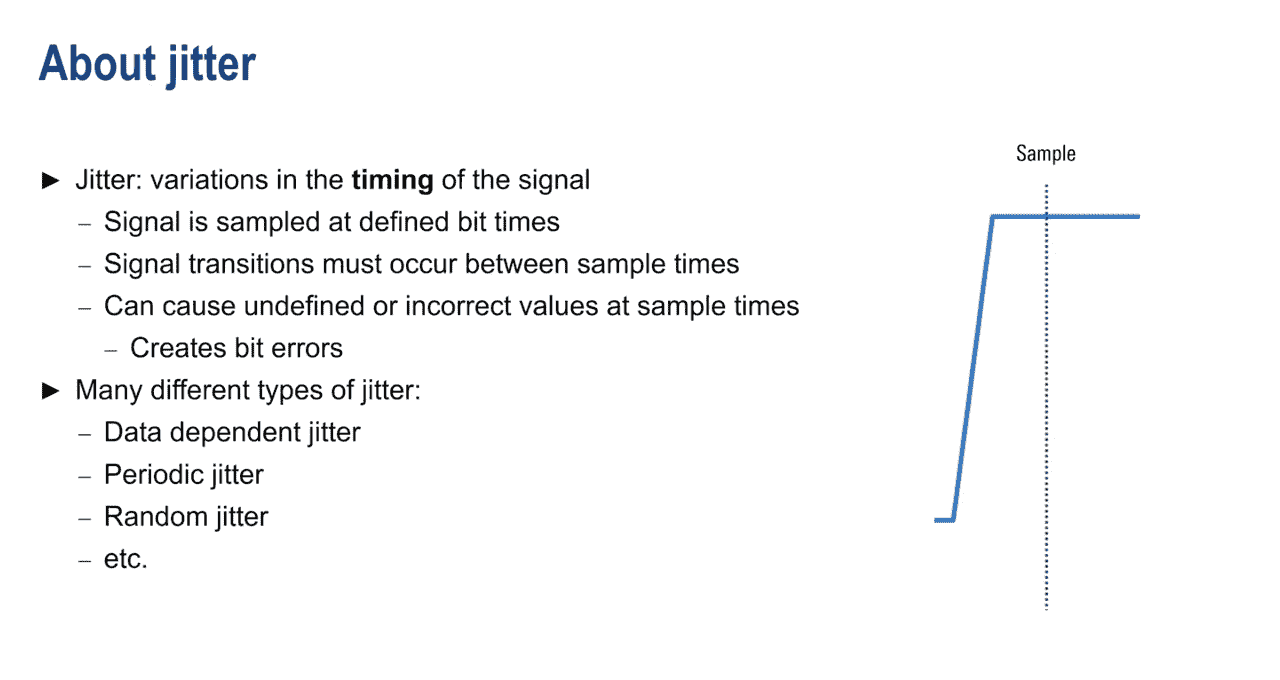 About jitter
► Jitter: variations in the timing of the signal
– Signal is sampled at defined bit times
– Signal transitions must occur between sample times
– Can cause undefined or incorrect values at sample times
– Creates bit errors
► Many different types of jitter:
– Data dependent jitter
– Periodic jitter
– Random jitter
– etc.
Sample